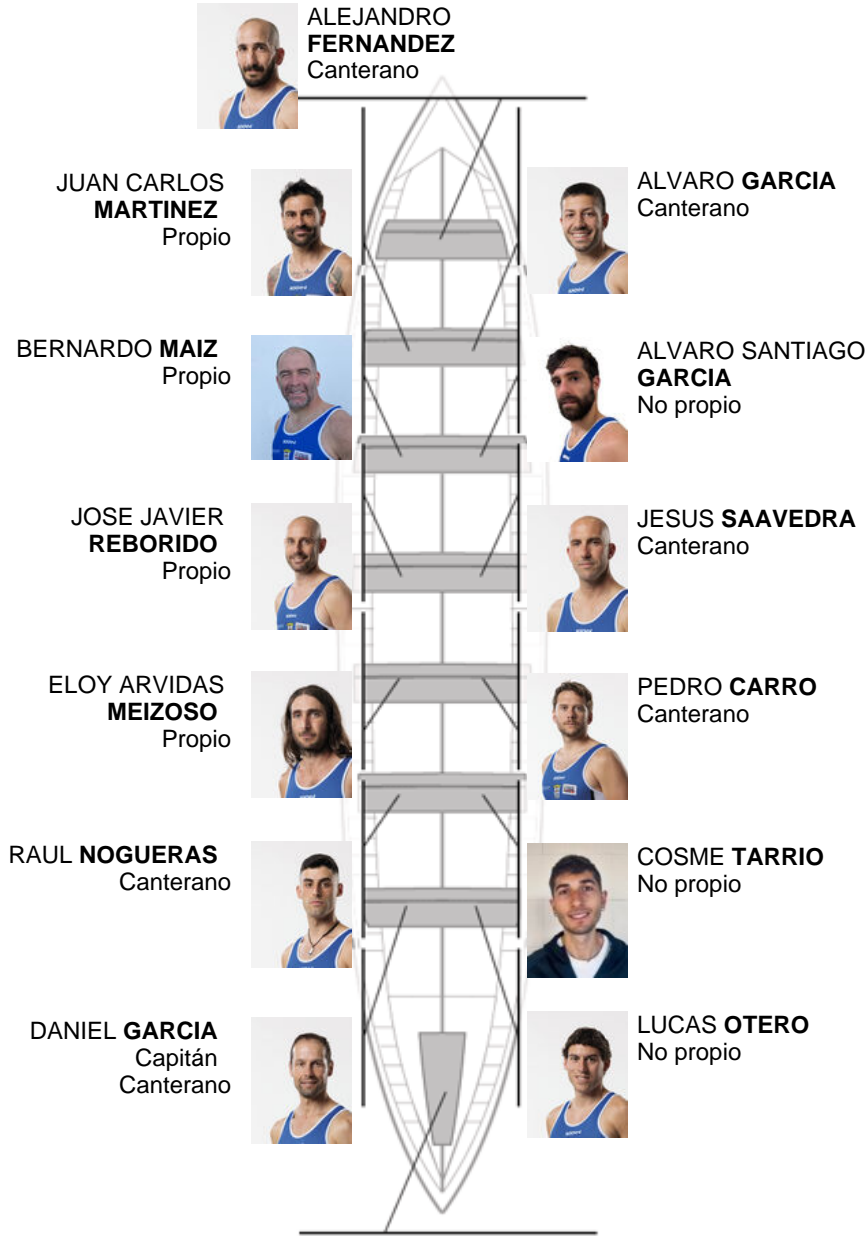 ALEJANDRO
FERNANDEZ
Canterano
JUAN CARLOS
MARTINEZ
Propio
ALVARO GARCIA
Canterano
BERNARDO MAIZ
Propio
ALVARO SANTIAGO
GARCIA
No propio
JOSE JAVIER
REBORIDO
Propio
JESUS SAAVEDRA
Canterano
ELOY ARVIDAS
MEIZOSO
Propio
PEDRO CARRO
Canterano
RAUL NOGUERAS
Canterano
COSME TARRIO
No propio
DANIEL GARCIA
Capitán
Canterano
LUCAS OTERO
No propio